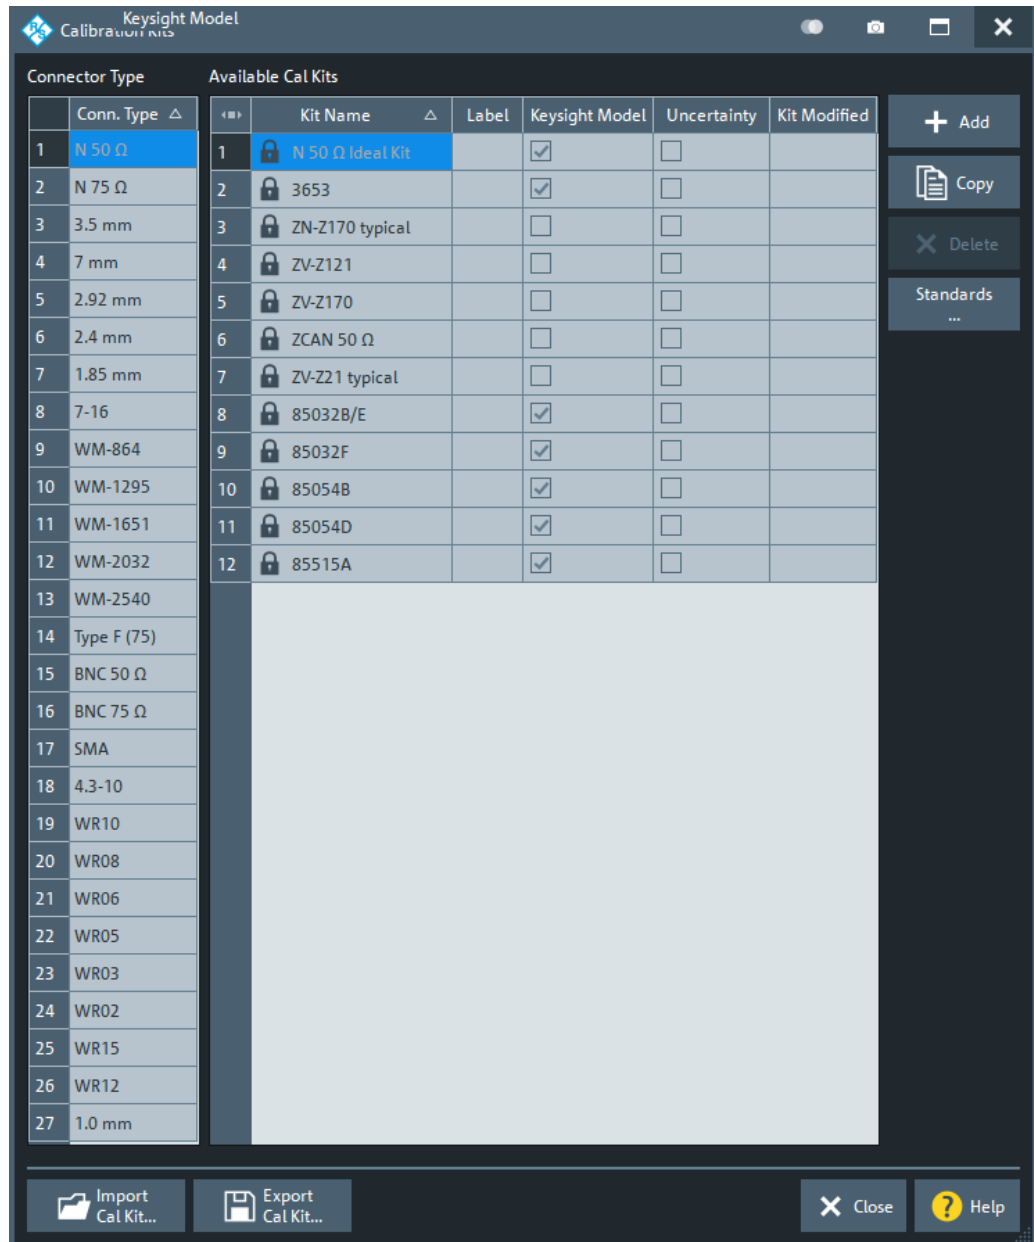 Keysight Model
Calibration Kits
Connector Type Available Cal Kits
Conn. Type Kit Name Label Keysight Model Uncertainty Kit Modified
1 N 50 Ω 1 N 50 Ω Ideal Kit
2 N 75 Ω 2 3653
3 3.5 mm 3 ZN-Z170 typical
4 7 mm 4 ZV-Z121
5 2.92 mm 5 ZV-Z170
6 2.4 mm 6 ZCAN 50 Ω
7 1.85 mm 7 ZV-Z21 typical
8 7-16 8 85032B/E
9 WM-864 9 85032F
10 WM-1295 10 85054B
11 WM-1651 11 85054D
12 WM-2032 12 85515A
13 WM-2540
14 Type F (75)
15 BNC 50 Ω
16 BNC 75 Ω
17 SMA
18 4.3-10
19 WR10
20 WR08
21 WR06
22 WR05
23 WR03
24 WR02
25 WR15
26 WR12
27 1.0 mm
Add
Copy
Delete
Standards
...
Import
Cal Kit...
Export
Cal Kit...
Close
? Help